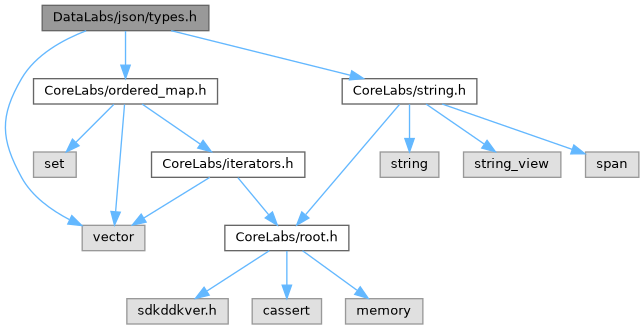 DataLabs/json/types.h
CoreLabs/ordered_map.h
CoreLabs/string.h
set
CoreLabs/iterators.h
string
string_view
span
vector
CoreLabs/root.h
sdkddkver.h
cassert
memory